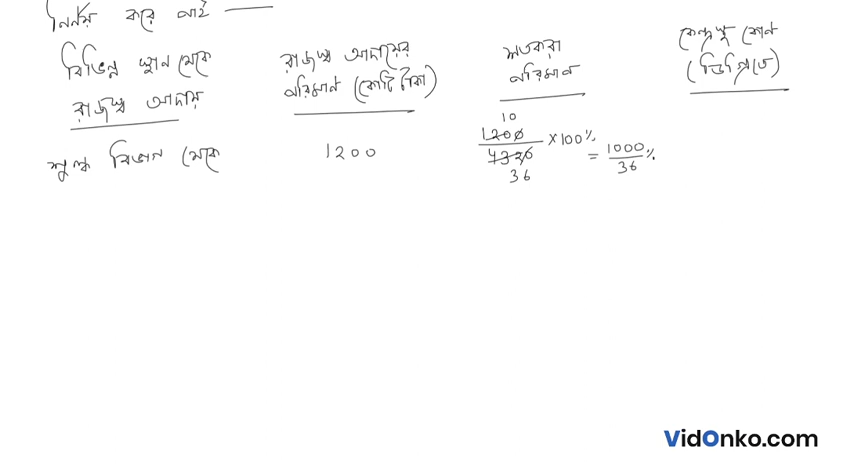 নির্ণয় করে পাই ——
বিভিন্ন স্থান থেকে রাজস্ব আদায়
রাজস্ব আদায়ের পরিমাণ (কোটি টাকা)
শতকরা পরিমাণ
কেন্দ্রস্থ কোণ (ডিগ্রিতে)
শুল্ক বিভাগ থেকে 1200 1200/4320 × 100% = 1000/36 %
10
36
VidOnko.com